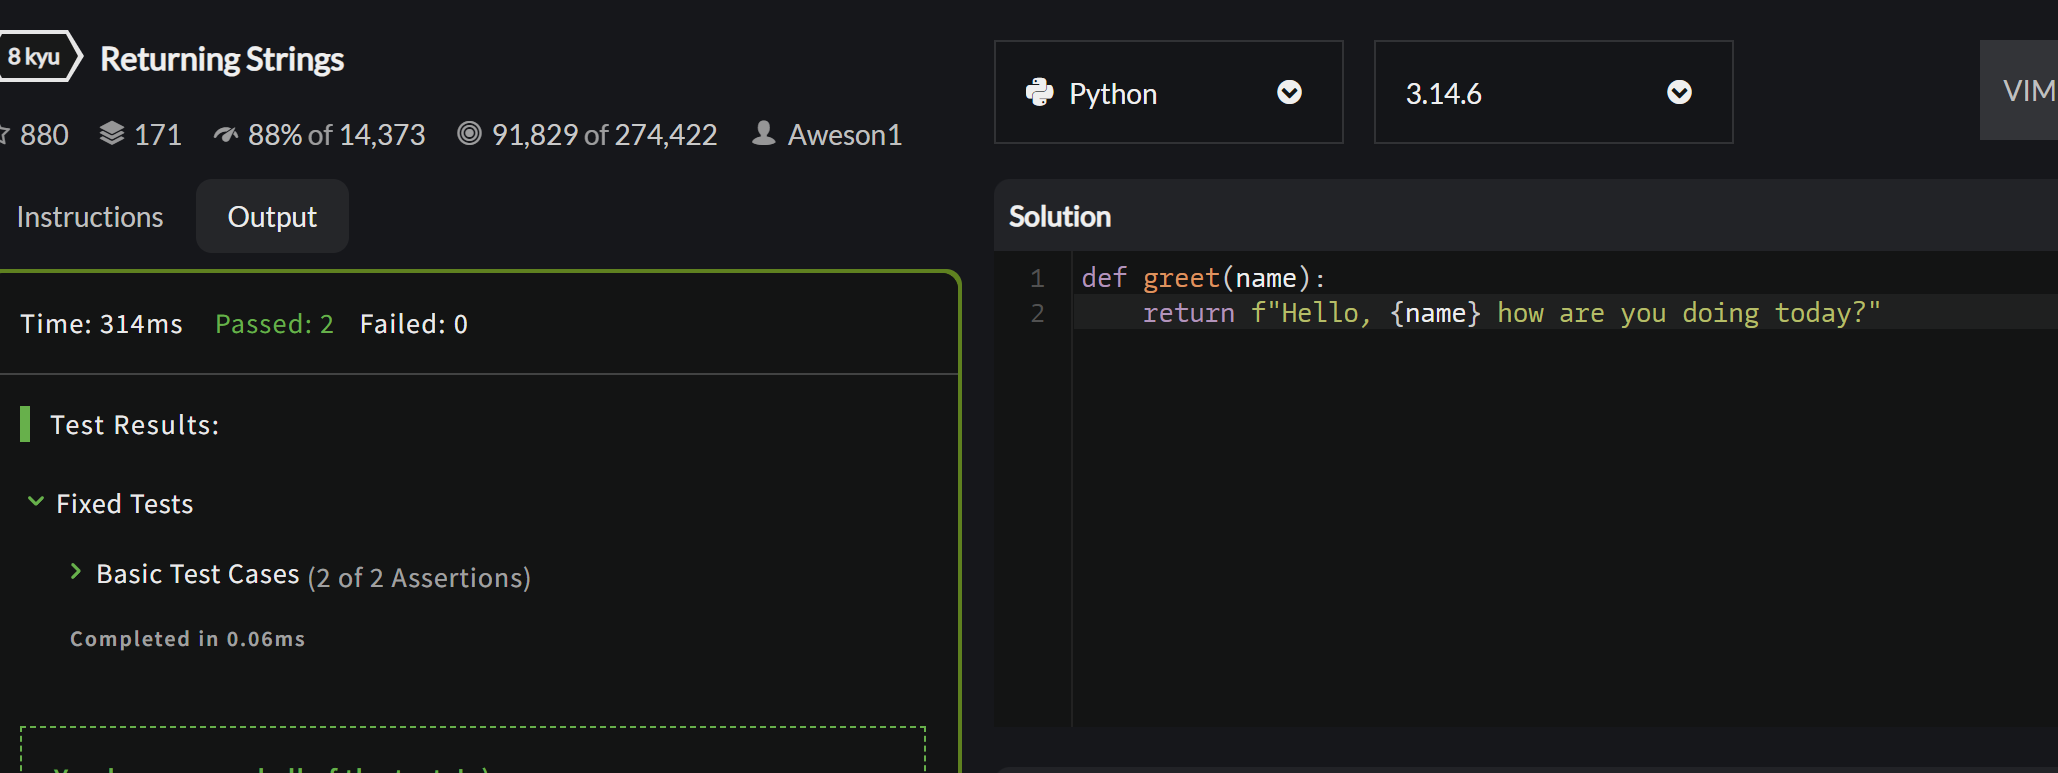 8 kyu Returning Strings
880 171 88% of 14,373 91,829 of 274,422 Aweson1
Instructions Output
Time: 314ms Passed: 2 Failed: 0
Test Results:
Fixed Tests
Basic Test Cases (2 of 2 Assertions)
Completed in 0.06ms
Python 3.14.6 VIM
Solution
1 def greet(name):
2     return f"Hello, {name} how are you doing today?"